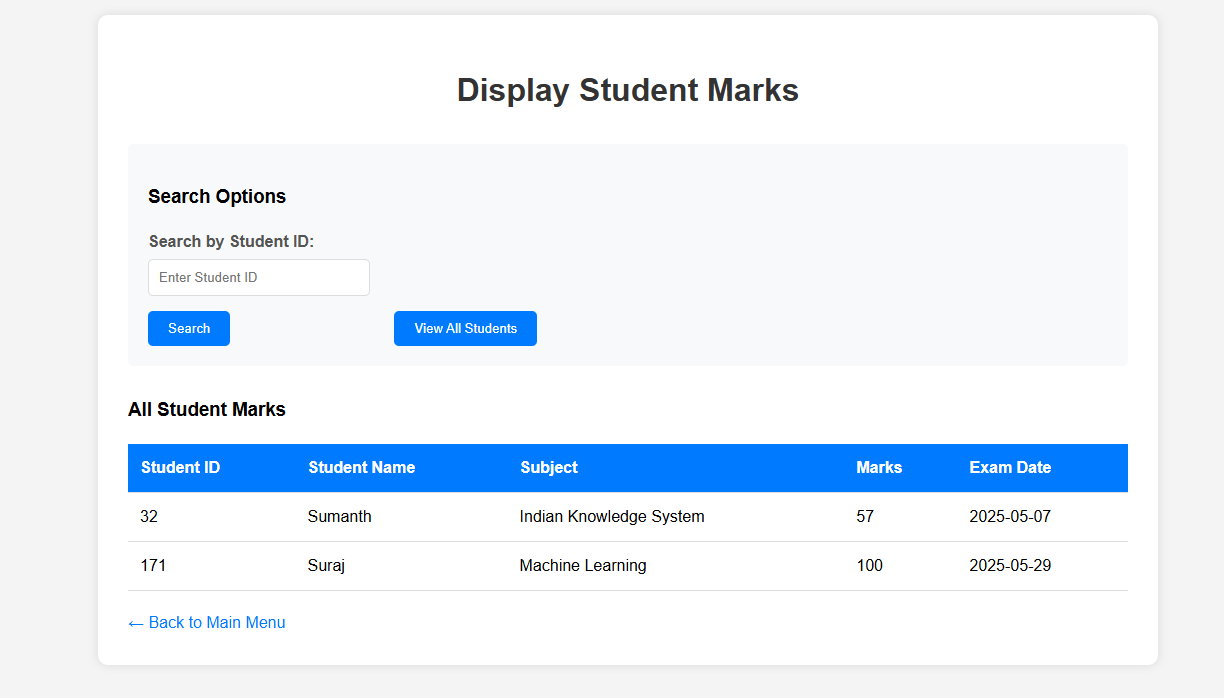 Display Student Marks
Search Options
Search by Student ID:
Enter Student ID
Search View All Students
All Student Marks
Student ID Student Name Subject Marks Exam Date
32 Sumanth Indian Knowledge System 57 2025-05-07
171 Suraj Machine Learning 100 2025-05-29
← Back to Main Menu